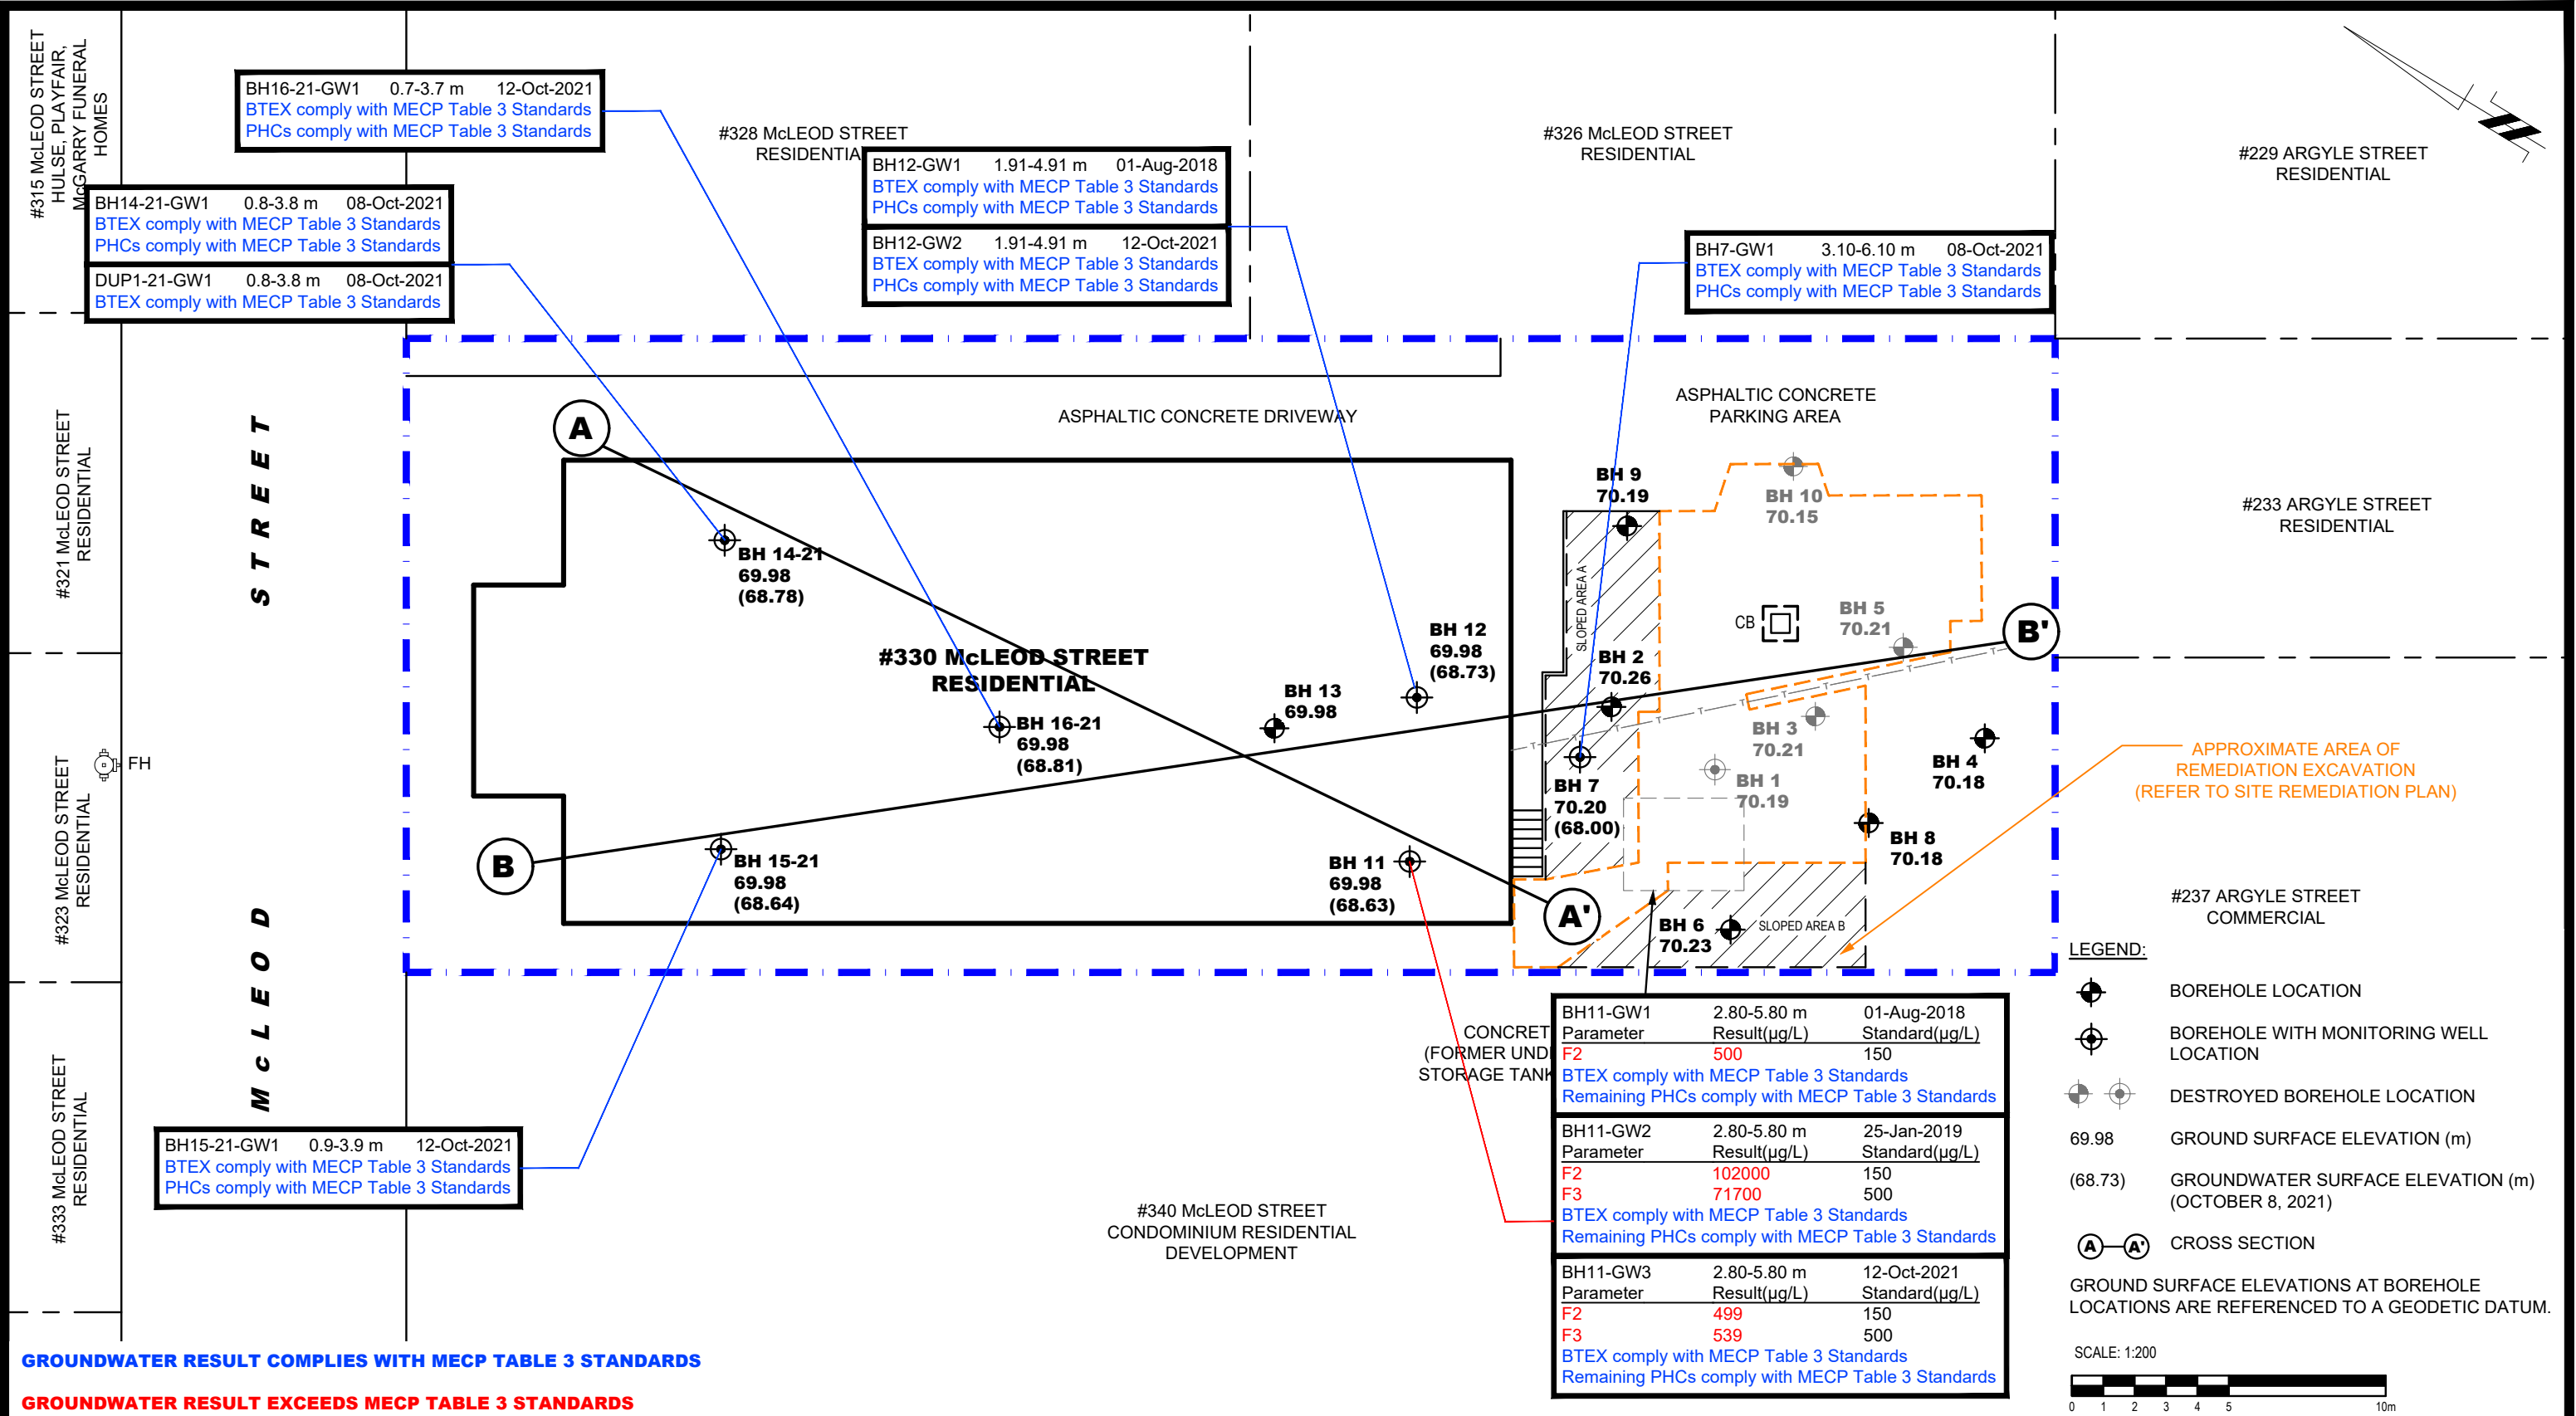 #315 McLEOD STREET
HULSE, PLAYFAIR,
McGARRY FUNERAL
HOMES
BH16-21-GW1 0.7-3.7 m 12-Oct-2021
BTEX comply with MECP Table 3 Standards
PHCs comply with MECP Table 3 Standards
#328 McLEOD STREET
RESIDENTIA
#326 McLEOD STREET
RESIDENTIAL
#229 ARGYLE STREET
RESIDENTIAL
BH14-21-GW1 0.8-3.8 m 08-Oct-2021
BTEX comply with MECP Table 3 Standards
PHCs comply with MECP Table 3 Standards
DUP1-21-GW1 0.8-3.8 m 08-Oct-2021
BTEX comply with MECP Table 3 Standards
BH12-GW1 1.91-4.91 m 01-Aug-2018
BTEX comply with MECP Table 3 Standards
PHCs comply with MECP Table 3 Standards
BH12-GW2 1.91-4.91 m 12-Oct-2021
BTEX comply with MECP Table 3 Standards
PHCs comply with MECP Table 3 Standards
BH7-GW1 3.10-6.10 m 08-Oct-2021
BTEX comply with MECP Table 3 Standards
PHCs comply with MECP Table 3 Standards
#321 McLEOD STREET
RESIDENTIAL
McLEOD STREET
A
ASPHALTIC CONCRETE DRIVEWAY
ASPHALTIC CONCRETE
PARKING AREA
BH 9
70.19
BH 10
70.15
#233 ARGYLE STREET
RESIDENTIAL
BH 14-21
69.98
(68.78)
SLOPED AREA A
CB
BH 5
70.21
B'
BH 12
69.98
(68.73)
#330 McLEOD STREET
RESIDENTIAL
BH 2
70.26
BH 13
69.98
BH 16-21
69.98
(68.81)
BH 3
70.21
BH 4
70.18
BH 1
70.19
BH 7
70.20
(68.00)
APPROXIMATE AREA OF
REMEDIATION EXCAVATION
(REFER TO SITE REMEDIATION PLAN)
FH
#323 McLEOD STREET
RESIDENTIAL
B
BH 15-21
69.98
(68.64)
BH 11
69.98
(68.63)
A'
BH 8
70.18
BH 6
70.23
SLOPED AREA B
#237 ARGYLE STREET
COMMERCIAL
#333 McLEOD STREET
RESIDENTIAL
BH15-21-GW1 0.9-3.9 m 12-Oct-2021
BTEX comply with MECP Table 3 Standards
PHCs comply with MECP Table 3 Standards
CONCRET
(FORMER UND
STORAGE TANK
#340 McLEOD STREET
CONDOMINIUM RESIDENTIAL
DEVELOPMENT
BH11-GW1 2.80-5.80 m 01-Aug-2018
Parameter Result(µg/L) Standard(µg/L)
F2 500 150
BTEX comply with MECP Table 3 Standards
Remaining PHCs comply with MECP Table 3 Standards
BH11-GW2 2.80-5.80 m 25-Jan-2019
Parameter Result(µg/L) Standard(µg/L)
F2 102000 150
F3 71700 500
BTEX comply with MECP Table 3 Standards
Remaining PHCs comply with MECP Table 3 Standards
BH11-GW3 2.80-5.80 m 12-Oct-2021
Parameter Result(µg/L) Standard(µg/L)
F2 499 150
F3 539 500
BTEX comply with MECP Table 3 Standards
Remaining PHCs comply with MECP Table 3 Standards
LEGEND:
BOREHOLE LOCATION
BOREHOLE WITH MONITORING WELL
LOCATION
DESTROYED BOREHOLE LOCATION
69.98 GROUND SURFACE ELEVATION (m)
(68.73) GROUNDWATER SURFACE ELEVATION (m)
(OCTOBER 8, 2021)
A A' CROSS SECTION
GROUND SURFACE ELEVATIONS AT BOREHOLE
LOCATIONS ARE REFERENCED TO A GEODETIC DATUM.
SCALE: 1:200
0 1 2 3 4 5 10m
GROUNDWATER RESULT COMPLIES WITH MECP TABLE 3 STANDARDS
GROUNDWATER RESULT EXCEEDS MECP TABLE 3 STANDARDS